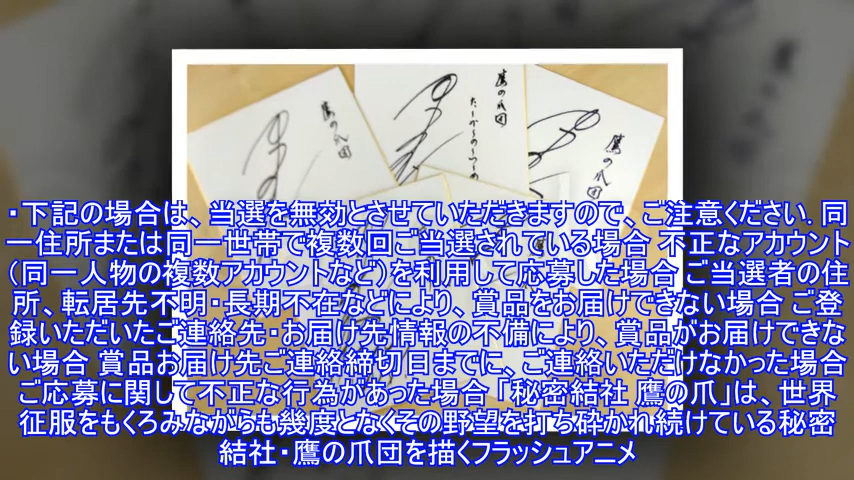 鷹の爪団
鷹の爪団
た〜か〜の〜つ〜め
鷹の爪団
・下記の場合は、当選を無効とさせていただきますので、ご注意ください. 同
一住所または同一世帯で複数回ご当選されている場合 不正なアカウント
（同一人物の複数アカウントなど）を利用して応募した場合 ご当選者の住
所、転居先不明・長期不在などにより、賞品をお届けできない場合 ご登
録いただいたご連絡先・お届け先情報の不備により、賞品がお届けできな
い場合 賞品お届け先ご連絡締切日までに、ご連絡いただけなかった場合
ご応募に関して不正な行為があった場合 「秘密結社 鷹の爪」は、世界
征服をもくろみながらも幾度となくその野望を打ち砕かれ続けている秘密
結社・鷹の爪団を描くフラッシュアニメ